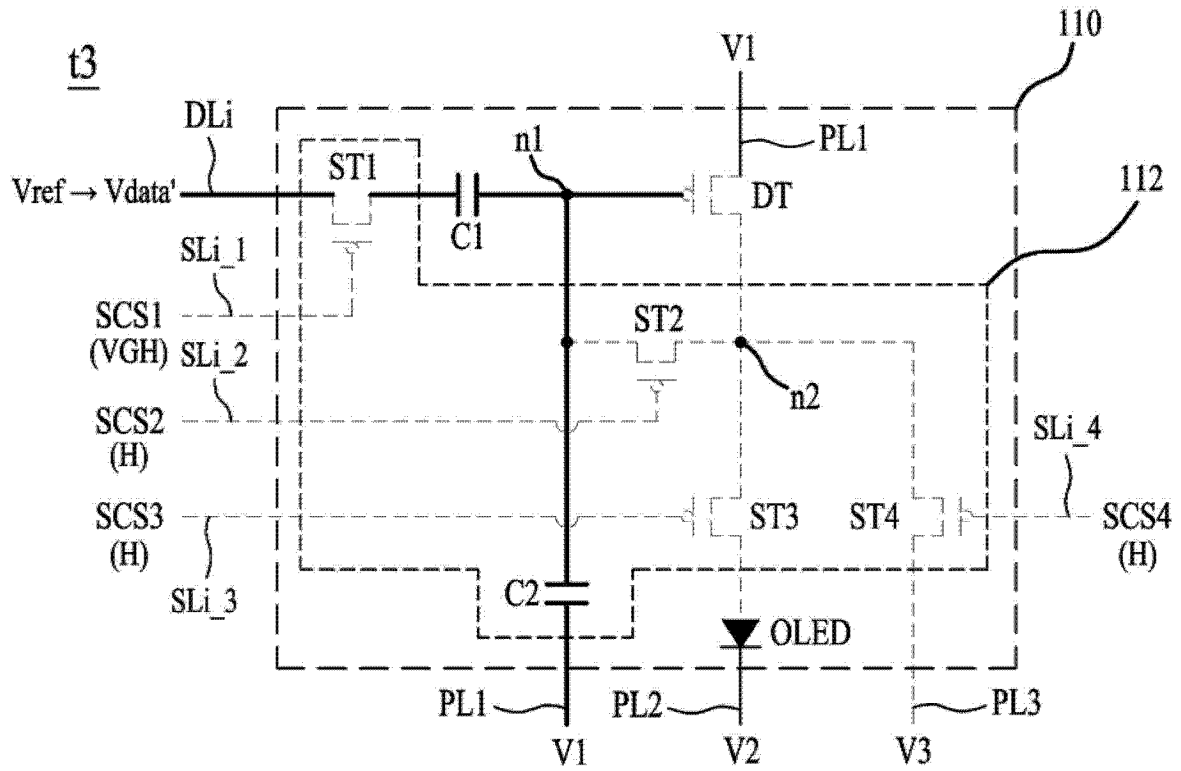 110
V1
t3
DLi
n1
PL1
ST1
112
Vref → Vdata'
DT
C1
SLi_1
SCS1
(VGH)
ST2
SLi_2
n2
SCS2
(H)
SLi_4
SCS3
(H)
ST3
ST4
SCS4
(H)
SLi_3
C2
OLED
PL1
PL2
PL3
V1
V2
V3